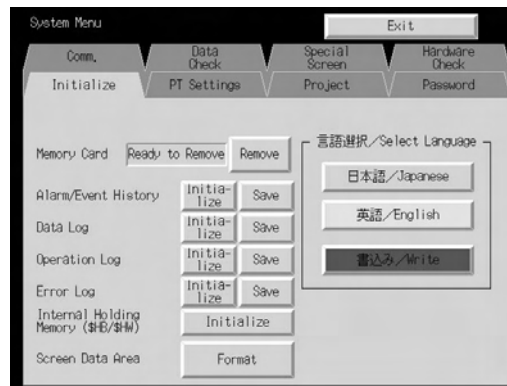 System Menu
Exit
Comm.
Data
Check
Special
Screen
Hardware
Check
Initialize
PT Settings
Project
Password
Memory Card
Ready to Remove
Remove
言語選択/Select Language
日本語/Japanese
英語/English
書込み/Write
Alarm/Event History
Initia-
lize
Save
Data Log
Initia-
lize
Save
Operation Log
Initia-
lize
Save
Error Log
Initia-
lize
Save
Internal Holding
Memory ($HB/$HW)
Initialize
Screen Data Area
Format